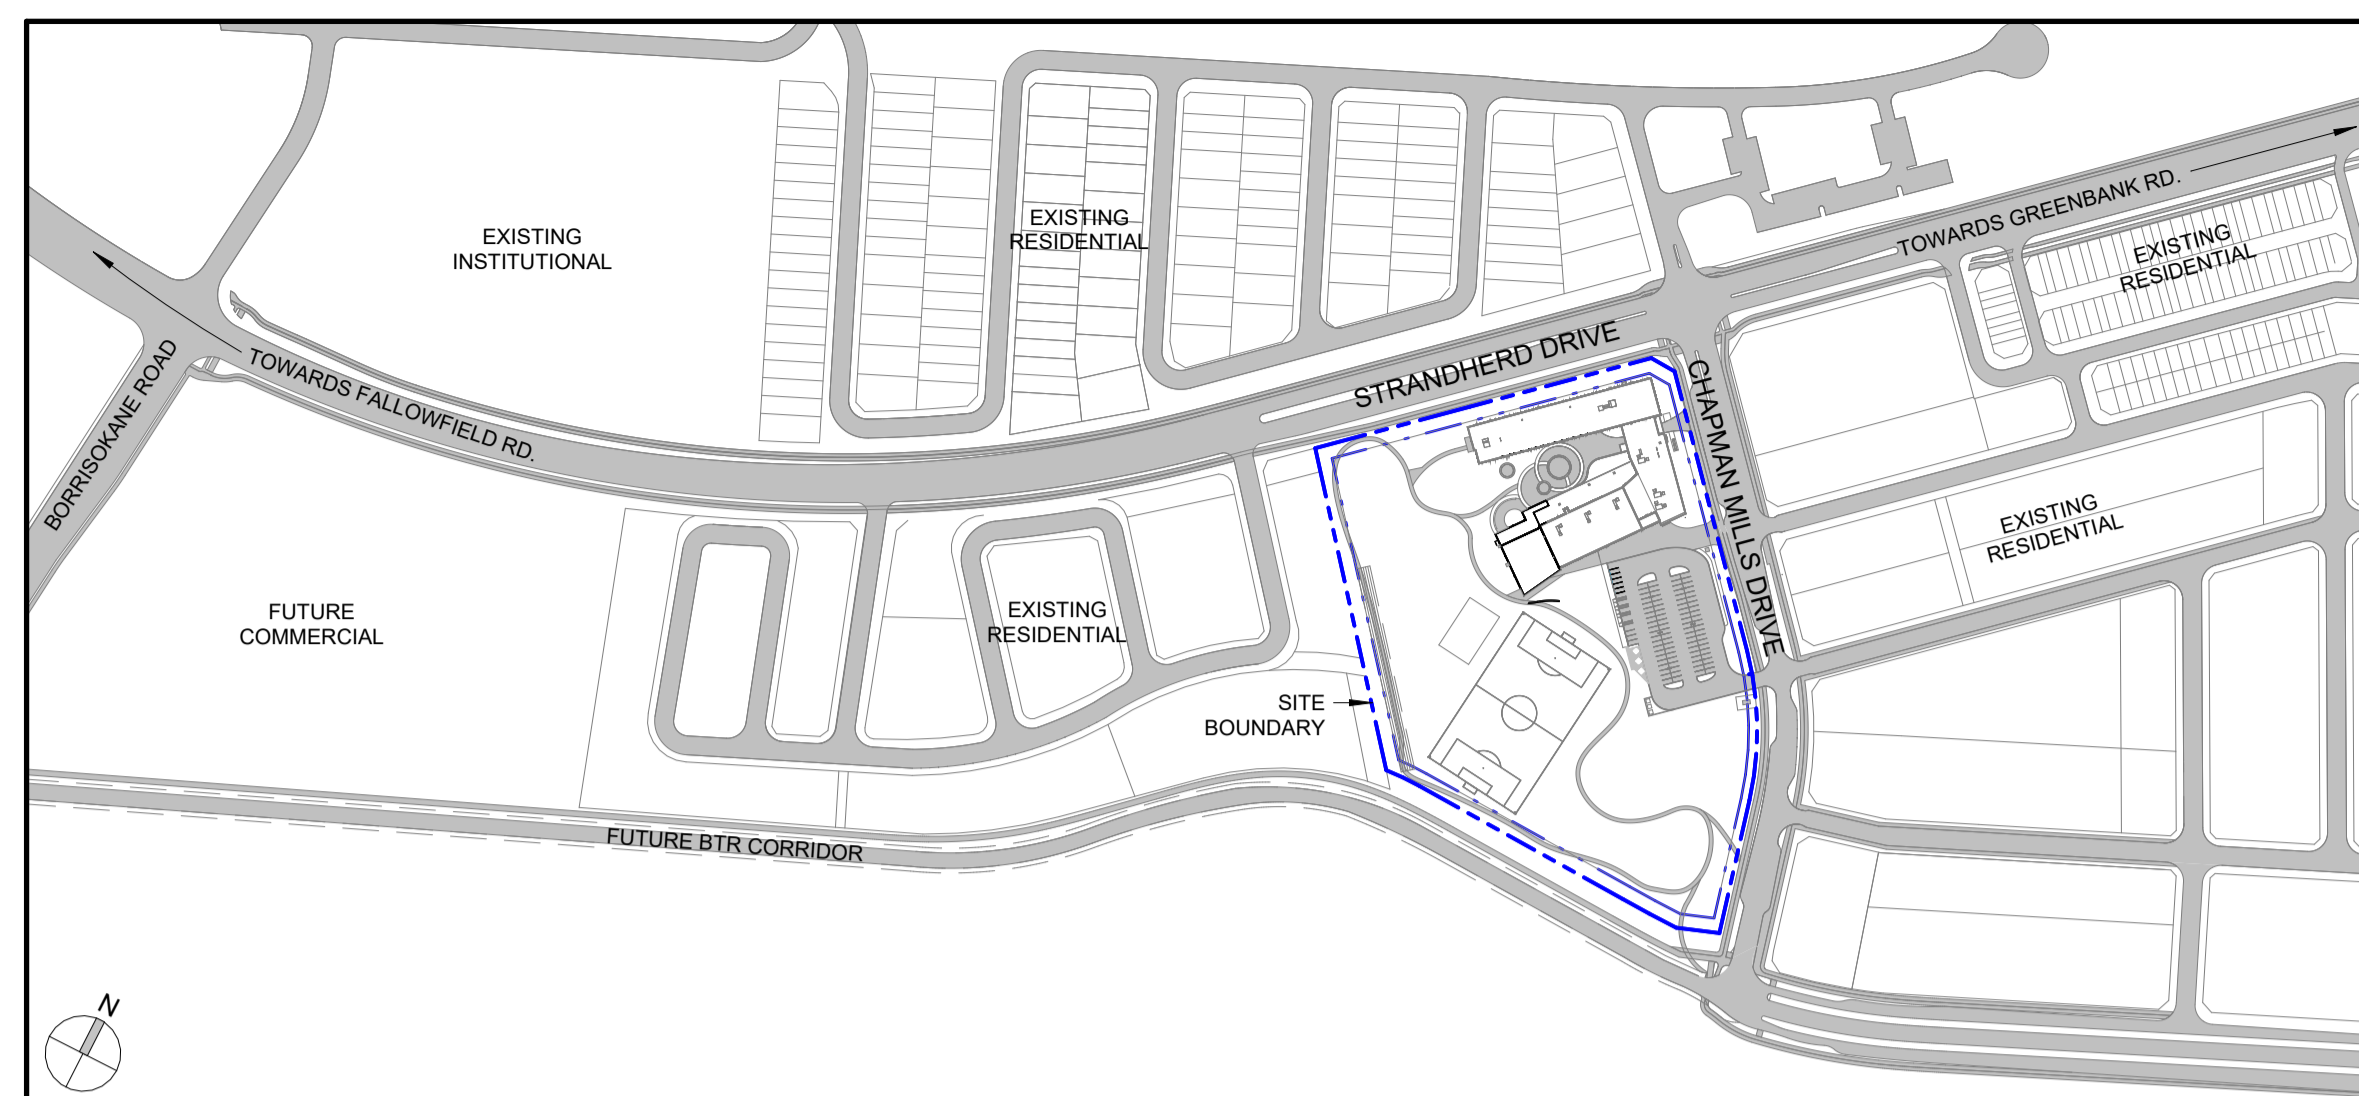 EXISTING
INSTITUTIONAL
EXISTING
RESIDENTIAL
TOWARDS GREENBANK RD.
EXISTING
RESIDENTIAL
STRANDHERD DRIVE
CHAPMAN MILLS DRIVE
TOWARDS FALLOWFIELD RD.
BORRISOKANE ROAD
EXISTING
RESIDENTIAL
FUTURE
COMMERCIAL
EXISTING
RESIDENTIAL
SITE
BOUNDARY
FUTURE BTR CORRIDOR
N